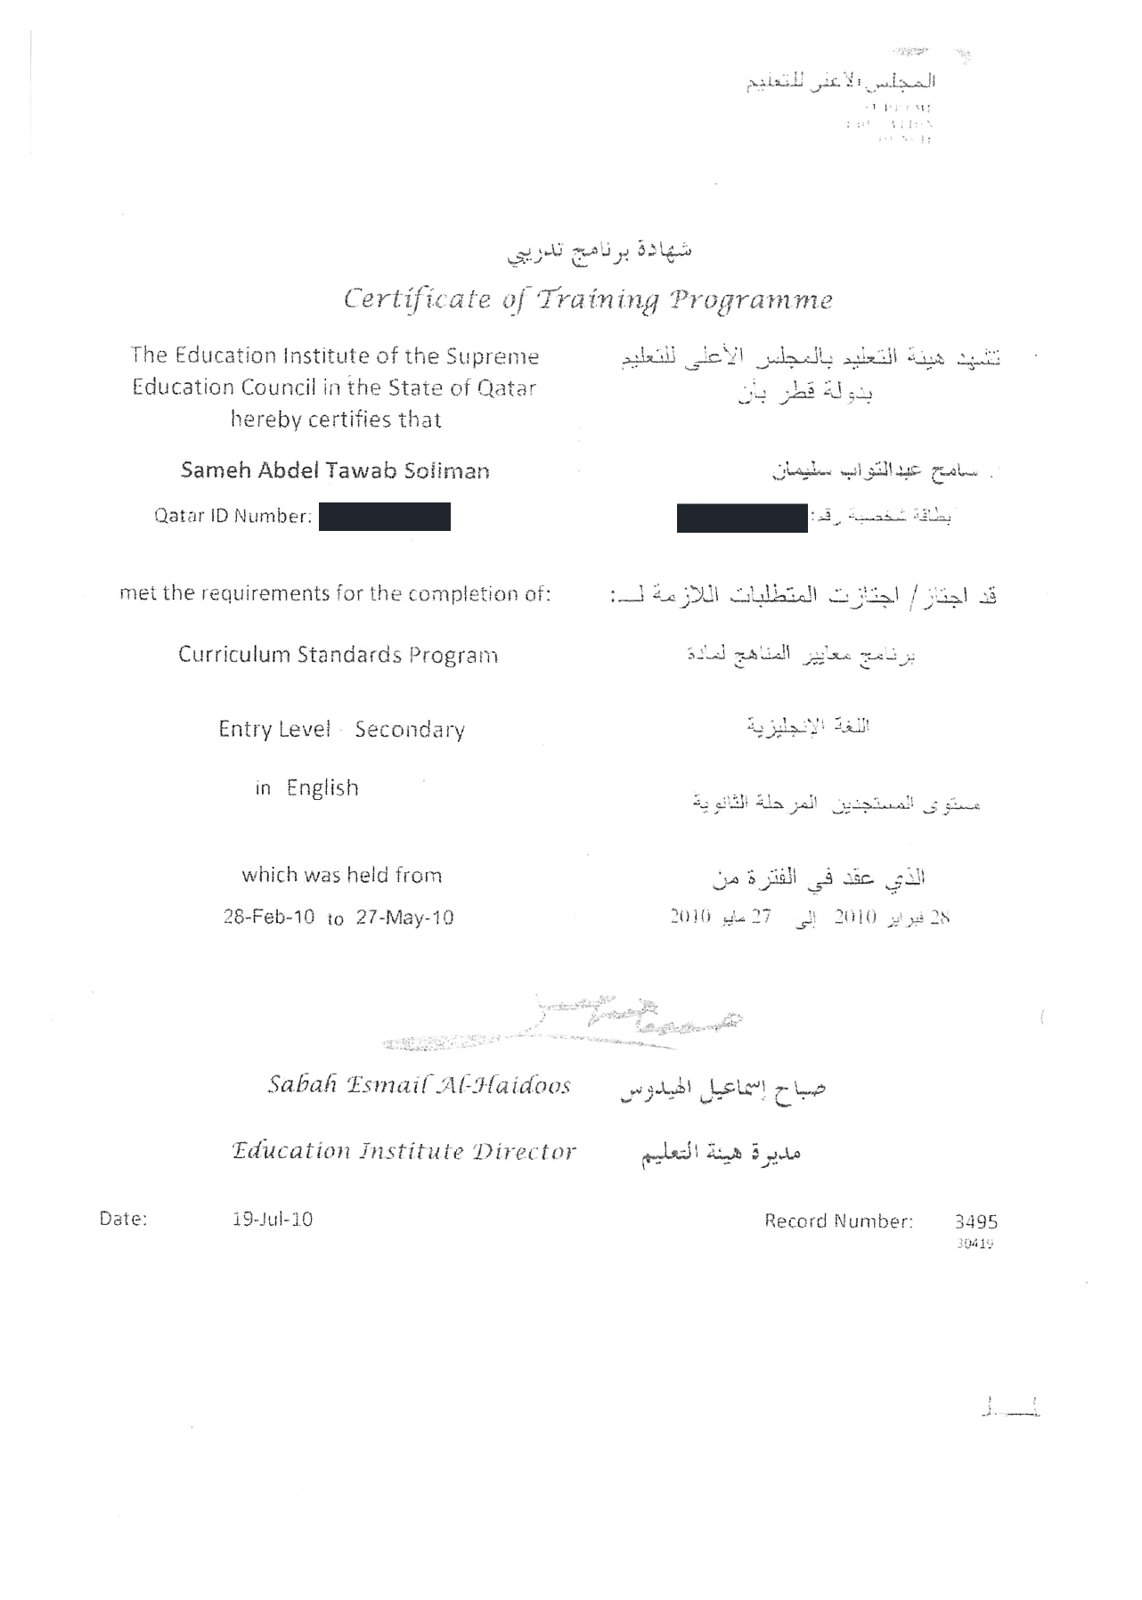 المجلس الأعلى للتعليم
SUPREME
EDUCATION
COUNCIL
شهادة برنامج تدريبي
Certificate of Training Programme
The Education Institute of the Supreme
Education Council in the State of Qatar
hereby certifies that
تشهد هيئة التعليم بالمجلس الأعلى للتعليم
بدولة قطر بأن
Sameh Abdel Tawab Soliman
سامح عبدالتواب سليمان
Qatar ID Number:
بطاقة شخصية رقم:
met the requirements for the completion of:
قد اجتاز / اجتازت المتطلبات اللازمة لـــ:
Curriculum Standards Program
برنامج معايير المناهج لمادة
Entry Level - Secondary
اللغة الإنجليزية
in English
مستوى المستجدين المرحلة الثانوية
which was held from
الذي عقد في الفترة من
28-Feb-10 to 27-May-10
28 فبراير 2010 إلى 27 مايو 2010
Sabah Esmail Al-Haidoos
صباح إسماعيل الهيدوس
Education Institute Director
مديرة هيئة التعليم
Date: 19-Jul-10
Record Number: 3495
30419